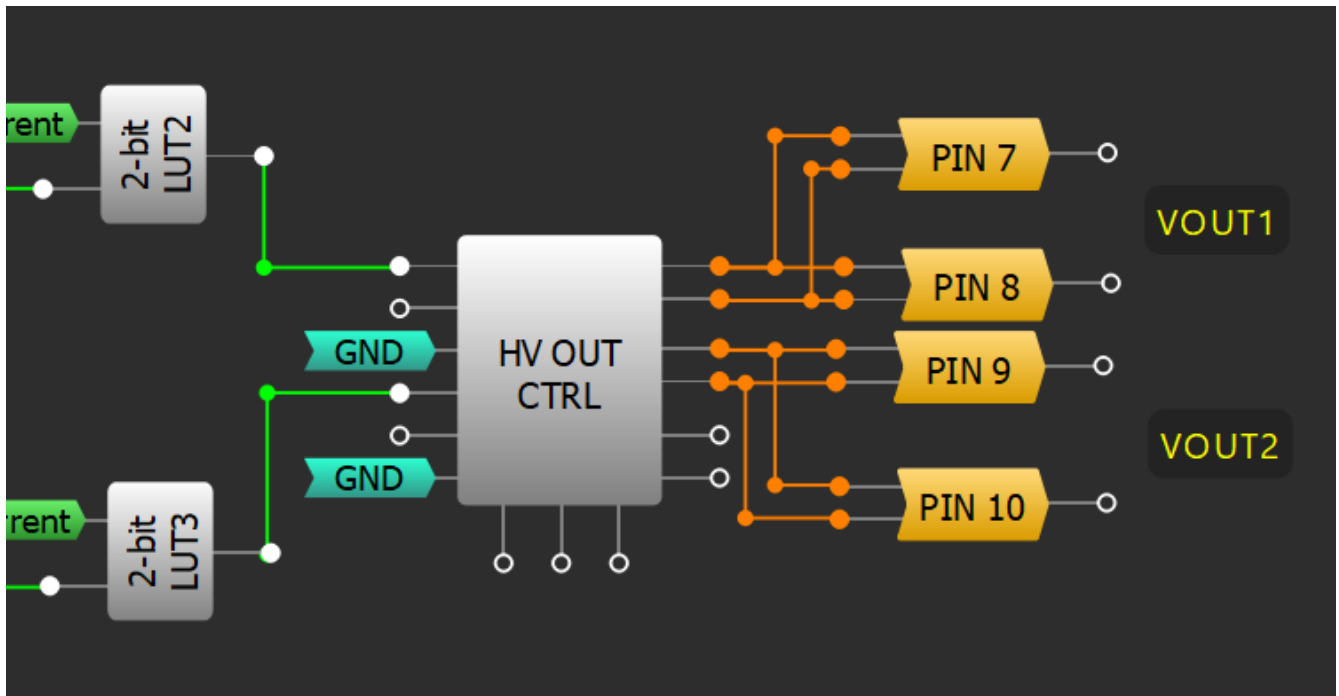 rent
2-bit
LUT2
PIN 7
VOUT1
PIN 8
GND
HV OUT
CTRL
PIN 9
VOUT2
GND
PIN 10
rrent
2-bit
LUT3